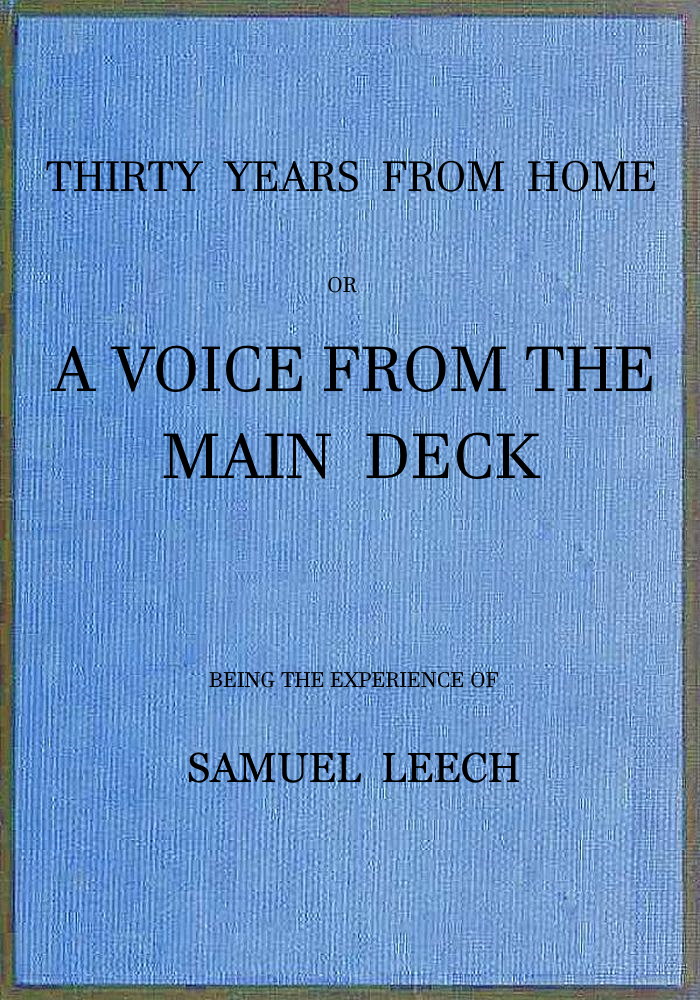 THIRTY YEARS FROM HOME
OR
A VOICE FROM THE
MAIN DECK
BEING THE EXPERIENCE OF
SAMUEL LEECH